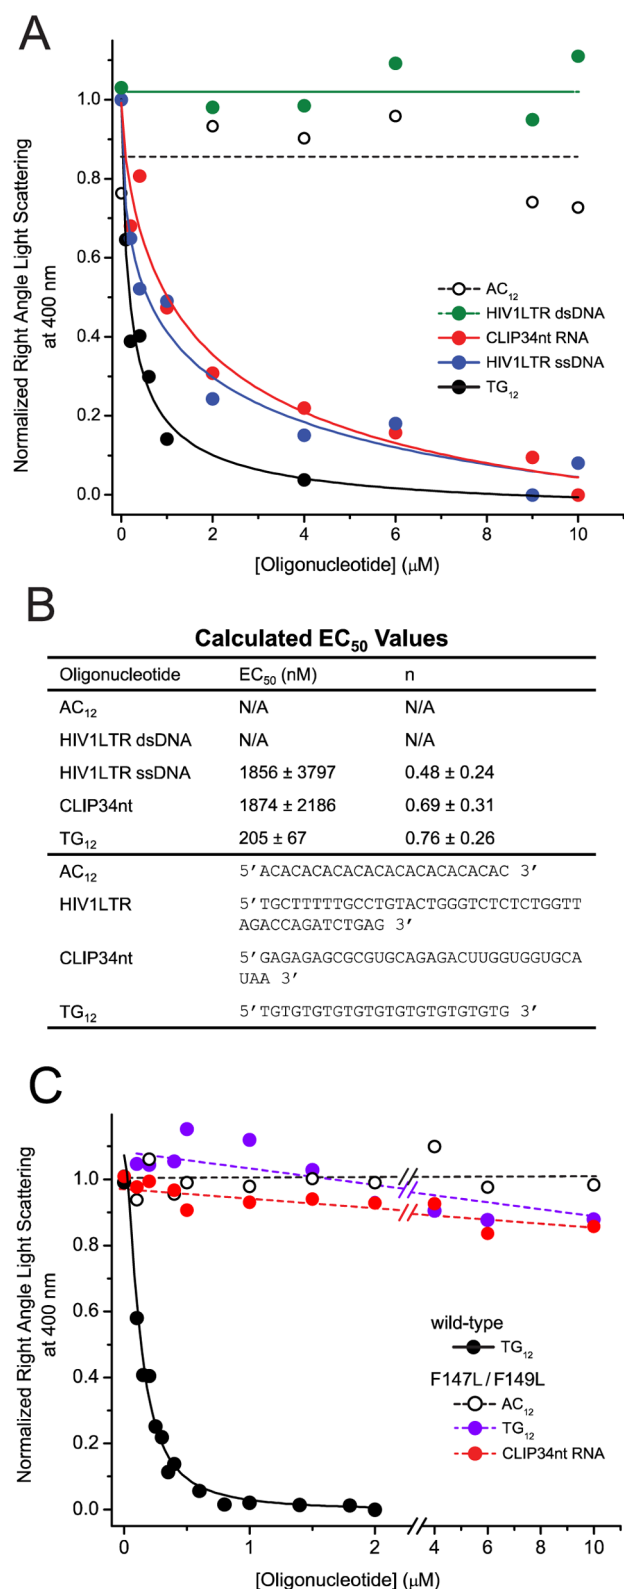 A
Normalized Right Angle Light Scattering
at 400 nm
1.0
0.8
0.6
0.4
0.2
0.0
AC₁₂
HIV1LTR dsDNA
CLIP34nt RNA
HIV1LTR ssDNA
TG₁₂
0 2 4 6 8 10
[Oligonucleotide] (μM)
B
Calculated EC₅₀ Values
Oligonucleotide EC₅₀ (nM) n
AC₁₂ N/A N/A
HIV1LTR dsDNA N/A N/A
HIV1LTR ssDNA 1856 ± 3797 0.48 ± 0.24
CLIP34nt 1874 ± 2186 0.69 ± 0.31
TG₁₂ 205 ± 67 0.76 ± 0.26
AC₁₂ 5′ACACACACACACACACACACACAC 3′
HIV1LTR 5′TGCTTTTTGCCTGTACTGGGTCTCTCTGGTT
AGACCAGATCTGAG 3′
CLIP34nt 5′GAGAGAGCGCGUGCAGAGACUUGGUGGUGCA
UAA 3′
TG₁₂ 5′TGTGTGTGTGTGTGTGTGTGTGTG 3′
C
Normalized Right Angle Light Scattering
at 400 nm
1.0
0.8
0.6
0.4
0.2
0.0
wild-type
TG₁₂
F147L/F149L
AC₁₂
TG₁₂
CLIP34nt RNA
0 1 2 4 6 8 10
[Oligonucleotide] (μM)